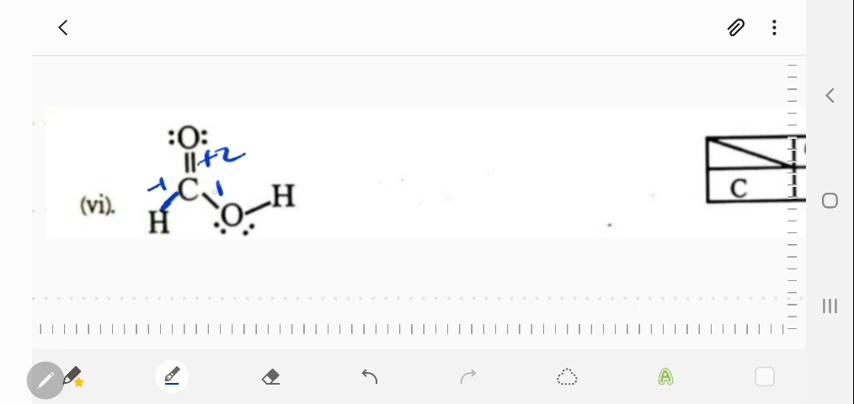 :O:
|| +2
-1 C 1
(vi). H O H
C